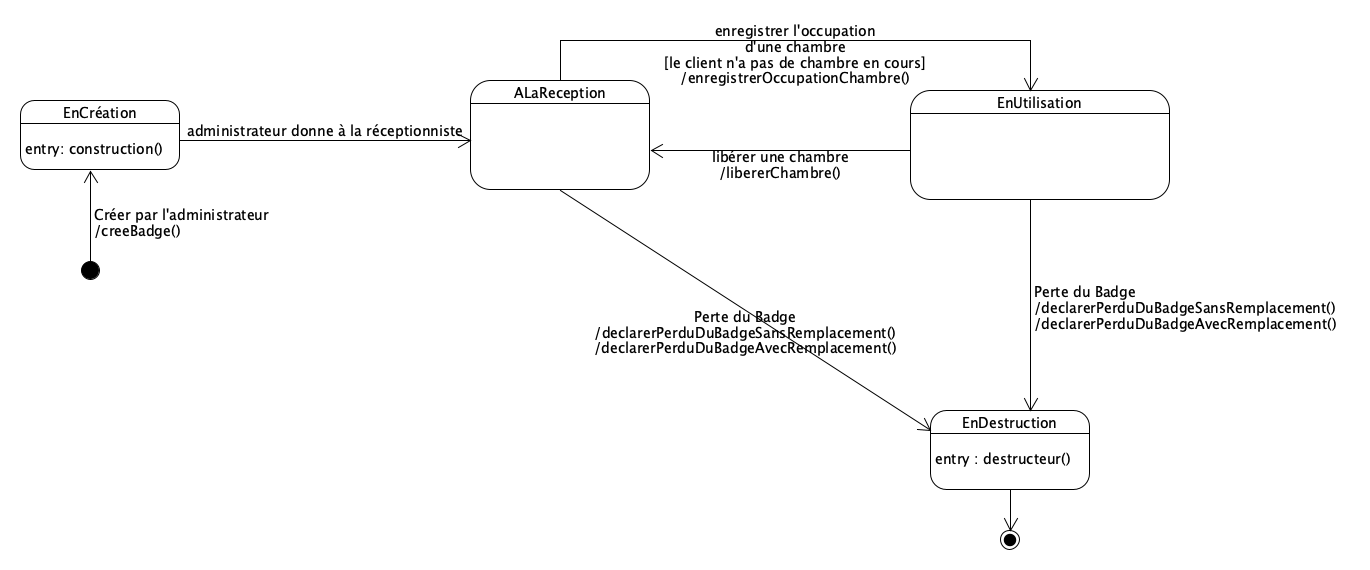 enregistrer l'occupation
d'une chambre
[le client n'a pas de chambre en cours]
/enregistrerOccupationChambre()
ALaReception
EnUtilisation
EnCréation
entry: construction()
administrateur donne à la réceptionniste
libérer une chambre
/libererChambre()
Créer par l'administrateur
/creeBadge()
Perte du Badge
/declarerPerduDuBadgeSansRemplacement()
/declarerPerduDuBadgeAvecRemplacement()
Perte du Badge
/declarerPerduDuBadgeSansRemplacement()
/declarerPerduDuBadgeAvecRemplacement()
EnDestruction
entry : destructeur()